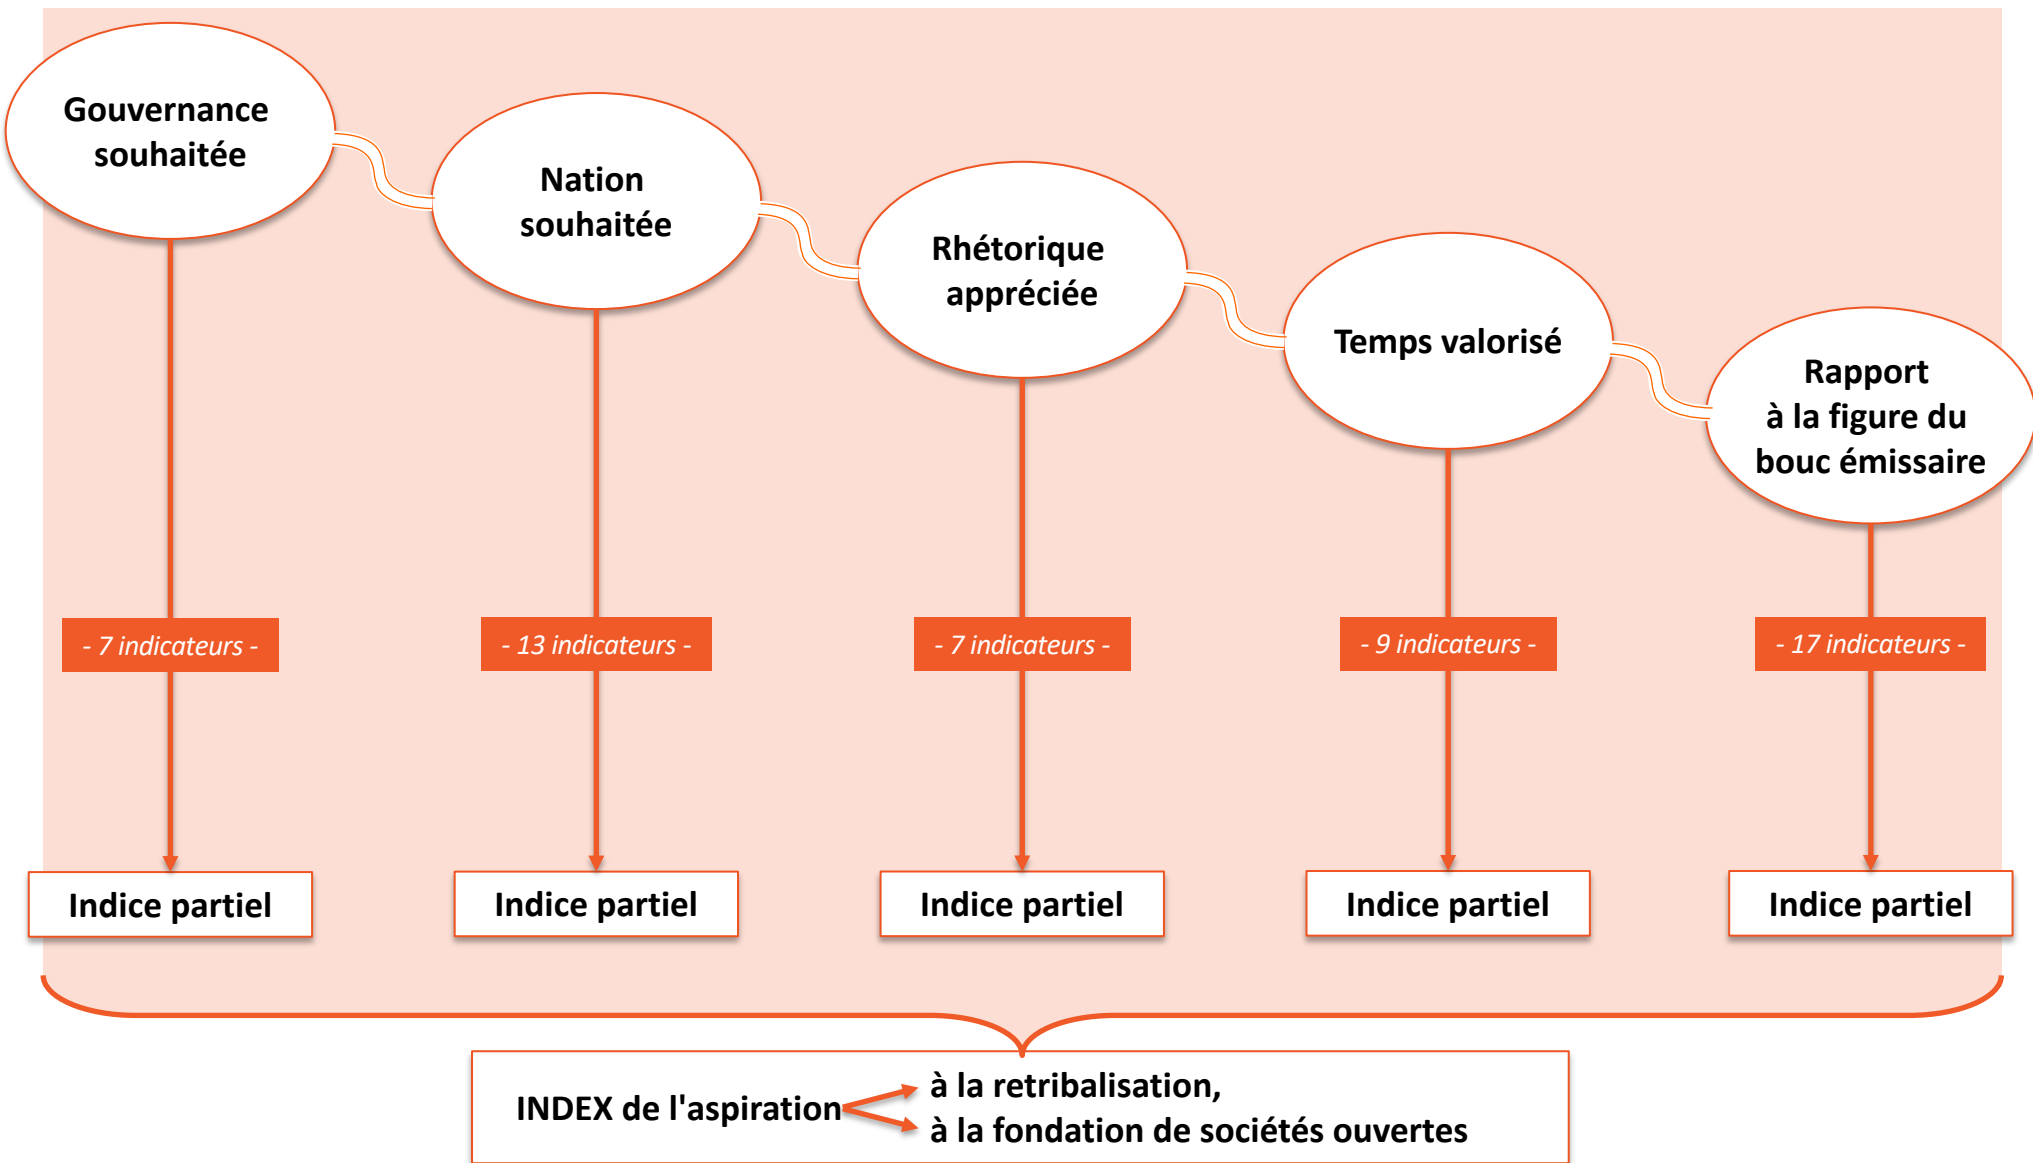 Gouvernance
souhaitée
Nation
souhaitée
Rhétorique
appréciée
Temps valorisé
Rapport
à la figure du
bouc émissaire
- 7 indicateurs -
- 13 indicateurs -
- 7 indicateurs -
- 9 indicateurs -
- 17 indicateurs -
Indice partiel
Indice partiel
Indice partiel
Indice partiel
Indice partiel
INDEX de l'aspiration
à la retribalisation,
à la fondation de sociétés ouvertes